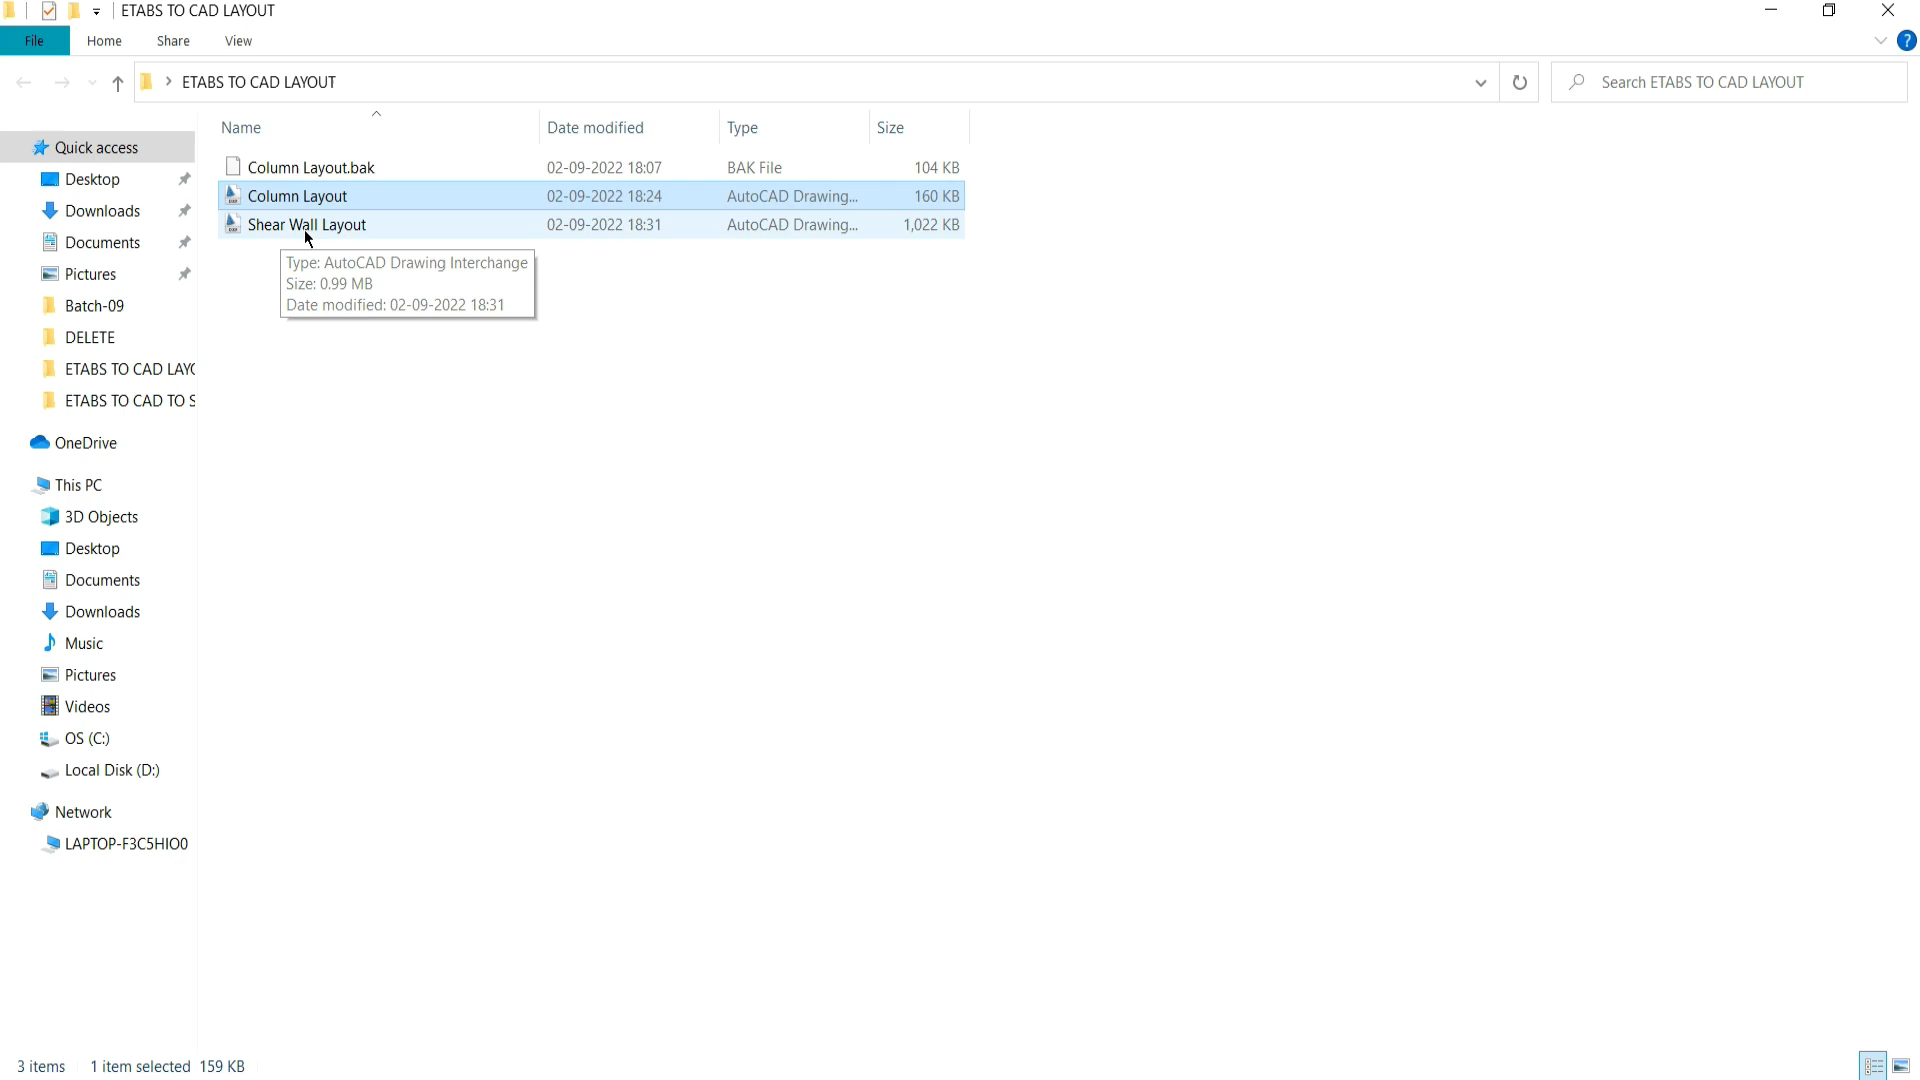 ETABS TO CAD LAYOUT
File Home Share View
?
ETABS TO CAD LAYOUT
Search ETABS TO CAD LAYOUT
Name Date modified Type Size
Column Layout.bak 02-09-2022 18:07 BAK File 104 KB
Column Layout 02-09-2022 18:24 AutoCAD Drawing... 160 KB
Shear Wall Layout 02-09-2022 18:31 AutoCAD Drawing... 1,022 KB
Type: AutoCAD Drawing Interchange
Size: 0.99 MB
Date modified: 02-09-2022 18:31
Quick access
Desktop
Downloads
Documents
Pictures
Batch-09
DELETE
ETABS TO CAD LAYO
ETABS TO CAD TO S
OneDrive
This PC
3D Objects
Desktop
Documents
Downloads
Music
Pictures
Videos
OS (C:)
Local Disk (D:)
Network
LAPTOP-F3C5HIO0
3 items 1 item selected 159 KB